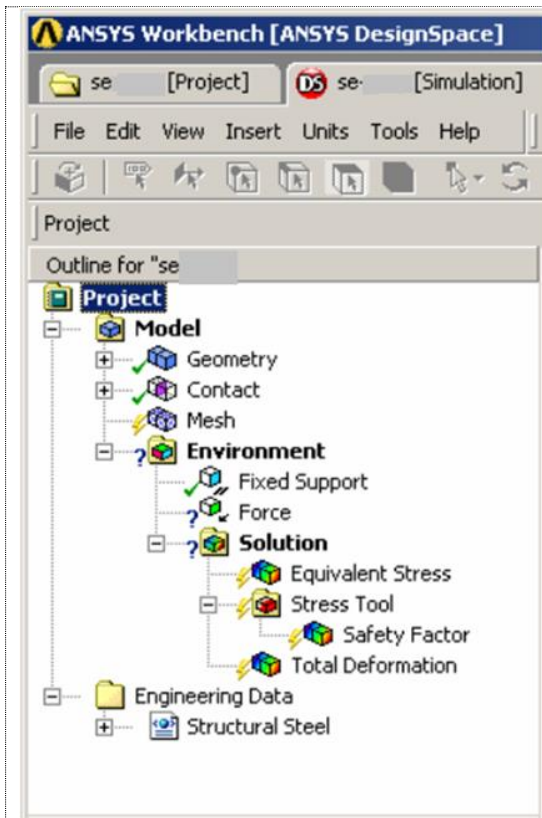 ANSYS Workbench [ANSYS DesignSpace]
se [Project] DS se- [Simulation]
File Edit View Insert Units Tools Help
Project
Outline for "se
Project
Model
Geometry
Contact
Mesh
? Environment
Fixed Support
? Force
? Solution
Equivalent Stress
Stress Tool
Safety Factor
Total Deformation
Engineering Data
Structural Steel